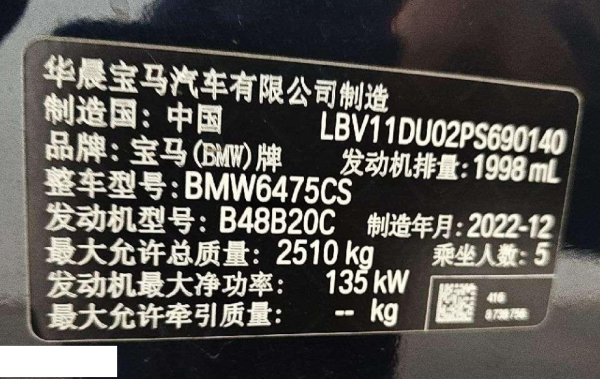 华晨宝马汽车有限公司制造
制造国：中国
LBV11DU02PS690140
品牌：宝马(BMW)牌
发动机排量：1998 mL
整车型号：BMW6475CS
发动机型号：B48B20C 制造年月：2022-12
最大允许总质量：2510 kg 乘坐人数：5
发动机最大净功率：135 kW
最大允许牵引质量：-- kg
416